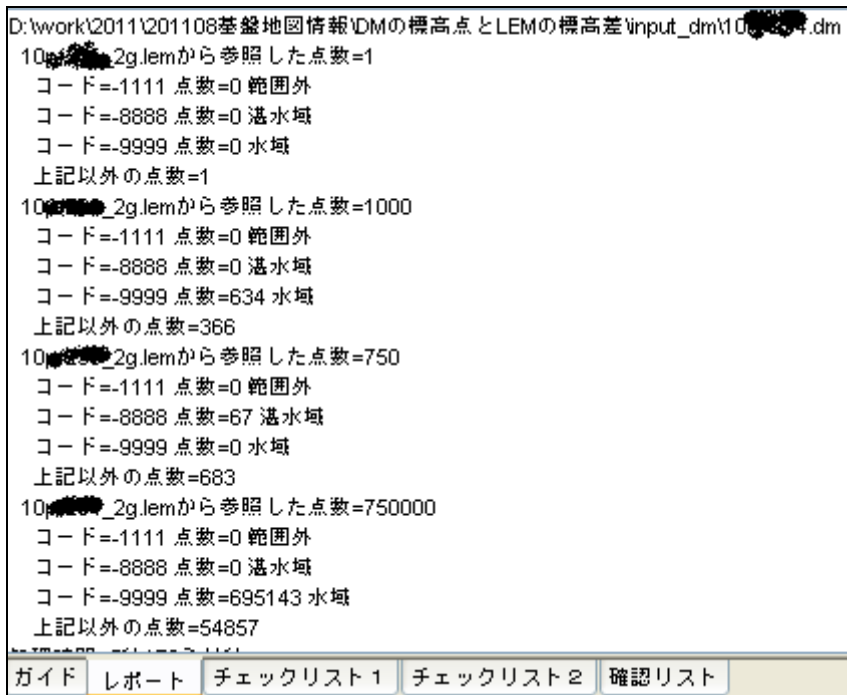 D:\work\2011\201108基盤地図情報\DMの標高点とLEMの標高差\input_dm\10 4.dm
10 2g.lemから参照した点数=1
コード=-1111 点数=0 範囲外
コード=-8888 点数=0 湛水域
コード=-9999 点数=0 水域
上記以外の点数=1
10 _2g.lemから参照した点数=1000
コード=-1111 点数=0 範囲外
コード=-8888 点数=0 湛水域
コード=-9999 点数=634 水域
上記以外の点数=366
10 2g.lemから参照した点数=750
コード=-1111 点数=0 範囲外
コード=-8888 点数=67 湛水域
コード=-9999 点数=0 水域
上記以外の点数=683
10 _2g.lemから参照した点数=750000
コード=-1111 点数=0 範囲外
コード=-8888 点数=0 湛水域
コード=-9999 点数=695143 水域
上記以外の点数=54857
ガイド レポート チェックリスト1 チェックリスト2 確認リスト